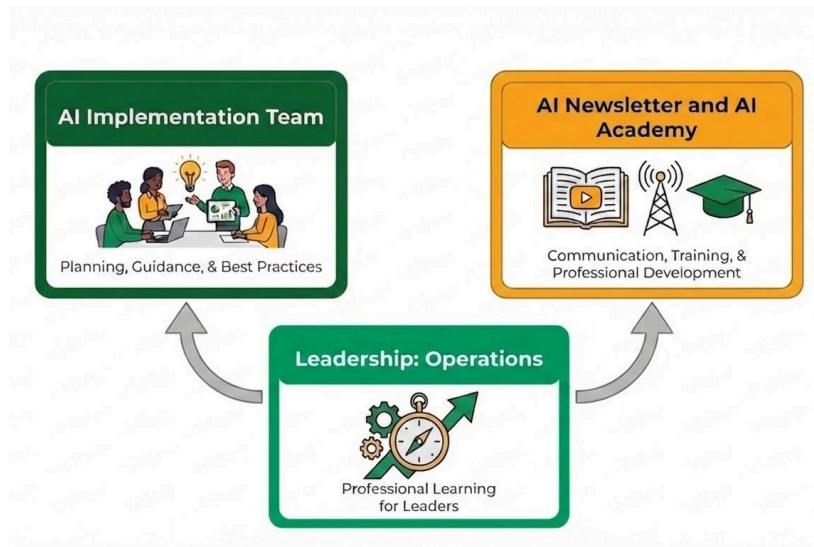 AI Implementation Team
Planning, Guidance, & Best Practices
AI Newsletter and AI
Academy
Communication, Training, &
Professional Development
Leadership: Operations
Professional Learning
for Leaders